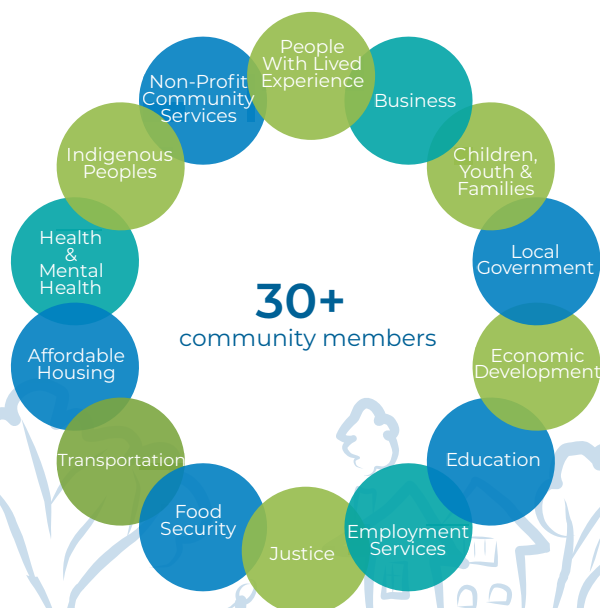 People
With Lived
Experience
Business
Children,
Youth &
Families
Local
Government
Economic
Development
Education
Employment
Services
Justice
Food
Security
Transportation
Affordable
Housing
Health
&
Mental
Health
Indigenous
Peoples
Non-Profit
Community
Services
30+
community members